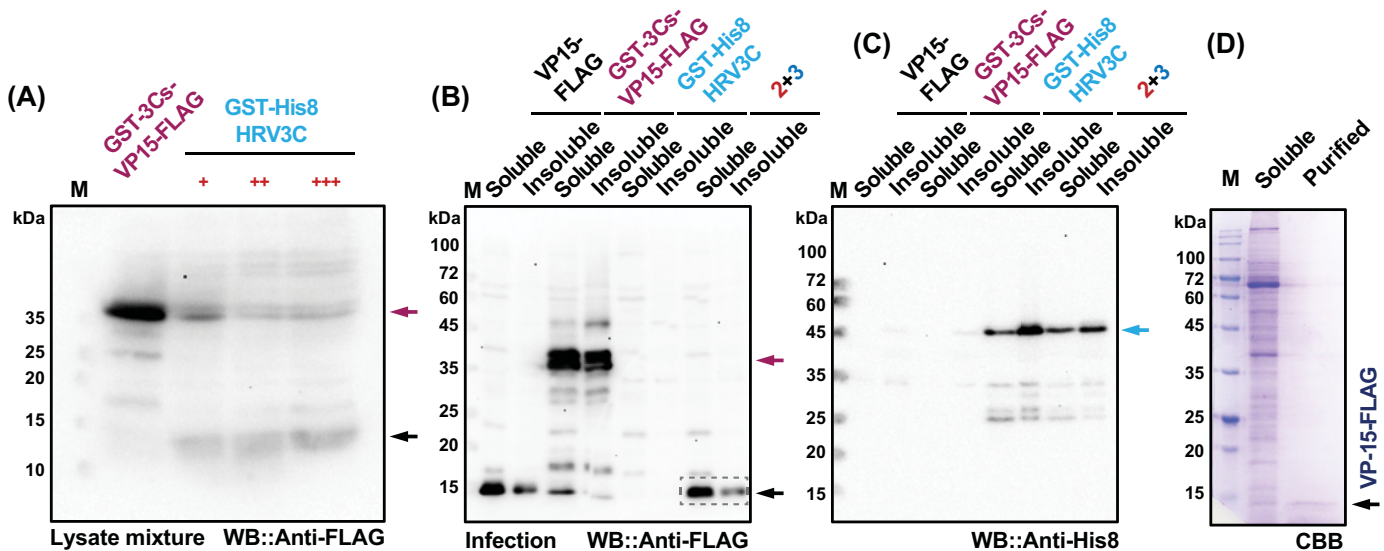 (A)
GST-3Cs-
VP15-FLAG
GST-His8
HRV3C
M
+
++
+++
kDa
35
25
20
15
10
Lysate mixture
WB::Anti-FLAG
(B)
VP15-
FLAG
GST-3Cs-
VP15-FLAG
GST-His8
HRV3C
2+3
M
Soluble
Insoluble
Soluble
Insoluble
Soluble
Insoluble
Soluble
Insoluble
kDa
100
72
60
45
35
25
20
15
Infection
WB::Anti-FLAG
(C)
VP15-
FLAG
GST-3Cs-
VP15-FLAG
GST-His8
HRV3C
2+3
M
Soluble
Insoluble
Soluble
Insoluble
Soluble
Insoluble
Soluble
Insoluble
kDa
100
72
60
45
35
25
20
15
WB::Anti-His8
(D)
M
Soluble
Purified
kDa
100
72
60
45
35
25
20
15
VP-15-FLAG
CBB